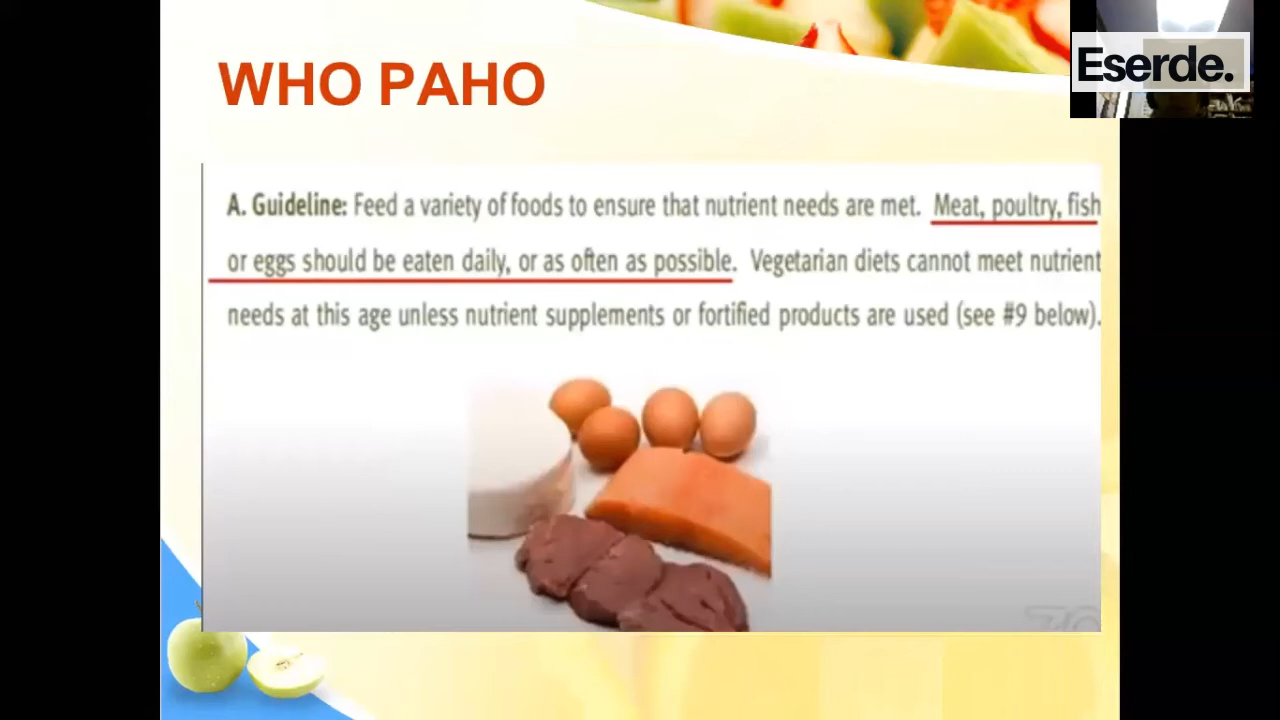 WHO PAHO
Eserde.
A. Guideline: Feed a variety of foods to ensure that nutrient needs are met. Meat, poultry, fish
or eggs should be eaten daily, or as often as possible. Vegetarian diets cannot meet nutrient
needs at this age unless nutrient supplements or fortified products are used (see #9 below).